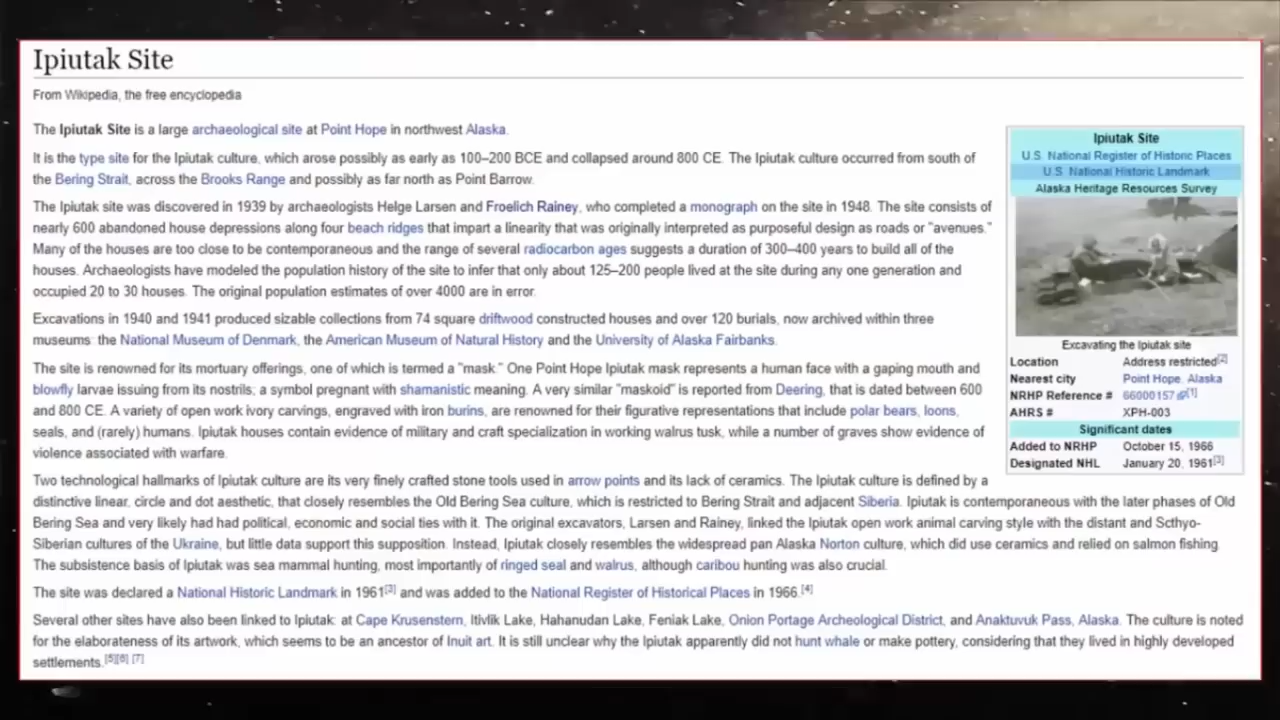 Ipiutak Site
From Wikipedia, the free encyclopedia
The Ipiutak Site is a large archaeological site at Point Hope in northwest Alaska.
It is the type site for the Ipiutak culture, which arose possibly as early as 100–200 BCE and collapsed around 800 CE. The Ipiutak culture occurred from south of
the Bering Strait, across the Brooks Range and possibly as far north as Point Barrow.
The Ipiutak site was discovered in 1939 by archaeologists Helge Larsen and Froelich Rainey, who completed a monograph on the site in 1948. The site consists of
nearly 600 abandoned house depressions along four beach ridges that impart a linearity that was originally interpreted as purposeful design as roads or "avenues."
Many of the houses are too close to be contemporaneous and the range of several radiocarbon ages suggests a duration of 300–400 years to build all of the
houses. Archaeologists have modeled the population history of the site to infer that only about 125–200 people lived at the site during any one generation and
occupied 20 to 30 houses. The original population estimates of over 4000 are in error.
Excavations in 1940 and 1941 produced sizable collections from 74 square driftwood constructed houses and over 120 burials, now archived within three
museums: the National Museum of Denmark, the American Museum of Natural History and the University of Alaska Fairbanks.
The site is renowned for its mortuary offerings, one of which is termed a "mask." One Point Hope Ipiutak mask represents a human face with a gaping mouth and
blowfly larvae issuing from its nostrils; a symbol pregnant with shamanistic meaning. A very similar "maskoid" is reported from Deering, that is dated between 600
and 800 CE. A variety of open work ivory carvings, engraved with iron burins, are renowned for their figurative representations that include polar bears, loons,
seals, and (rarely) humans. Ipiutak houses contain evidence of military and craft specialization in working walrus tusk, while a number of graves show evidence of
violence associated with warfare.
Two technological hallmarks of Ipiutak culture are its very finely crafted stone tools used in arrow points and its lack of ceramics. The Ipiutak culture is defined by a
distinctive linear, circle and dot aesthetic, that closely resembles the Old Bering Sea culture, which is restricted to Bering Strait and adjacent Siberia. Ipiutak is contemporaneous with the later phases of Old
Bering Sea and very likely had had political, economic and social ties with it. The original excavators, Larsen and Rainey, linked the Ipiutak open work animal carving style with the distant and Scthyo-
Siberian cultures of the Ukraine, but little data support this supposition. Instead, Ipiutak closely resembles the widespread pan Alaska Norton culture, which did use ceramics and relied on salmon fishing.
The subsistence basis of Ipiutak was sea mammal hunting, most importantly of ringed seal and walrus, although caribou hunting was also crucial.
The site was declared a National Historic Landmark in 1961[3] and was added to the National Register of Historical Places in 1966.[4]
Several other sites have also been linked to Ipiutak: at Cape Krusenstern, Itivlik Lake, Hahanudan Lake, Feniak Lake, Onion Portage Archeological District, and Anaktuvuk Pass, Alaska. The culture is noted
for the elaborateness of its artwork, which seems to be an ancestor of Inuit art. It is still unclear why the Ipiutak apparently did not hunt whale or make pottery, considering that they lived in highly developed
settlements.[5][6] [7]
Ipiutak Site
U.S. National Register of Historic Places
U.S. National Historic Landmark
Alaska Heritage Resources Survey
Excavating the Ipiutak site
Location Address restricted[2]
Nearest city Point Hope, Alaska
NRHP Reference # 66000157[1]
AHRS # XPH-003
Significant dates
Added to NRHP October 15, 1966
Designated NHL January 20, 1961[3]